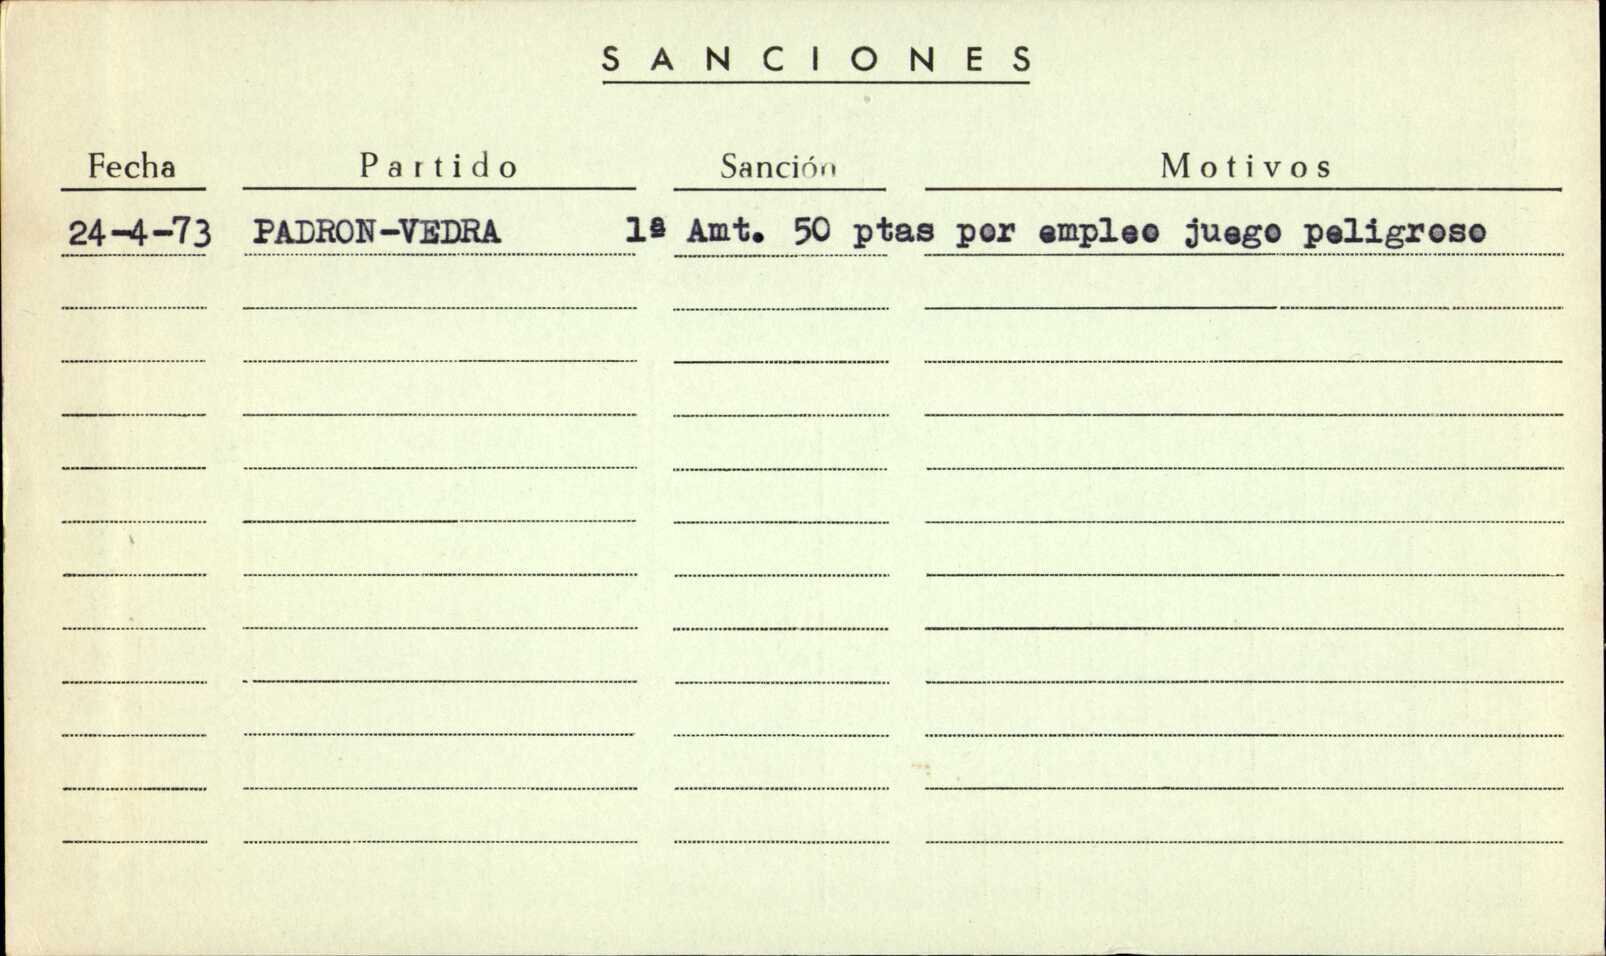 SANCIONES
Fecha Partido Sanción Motivos
24-4-73 PADRON-VEDRA 1ª Amt. 50 ptas por empleo juego peligroso